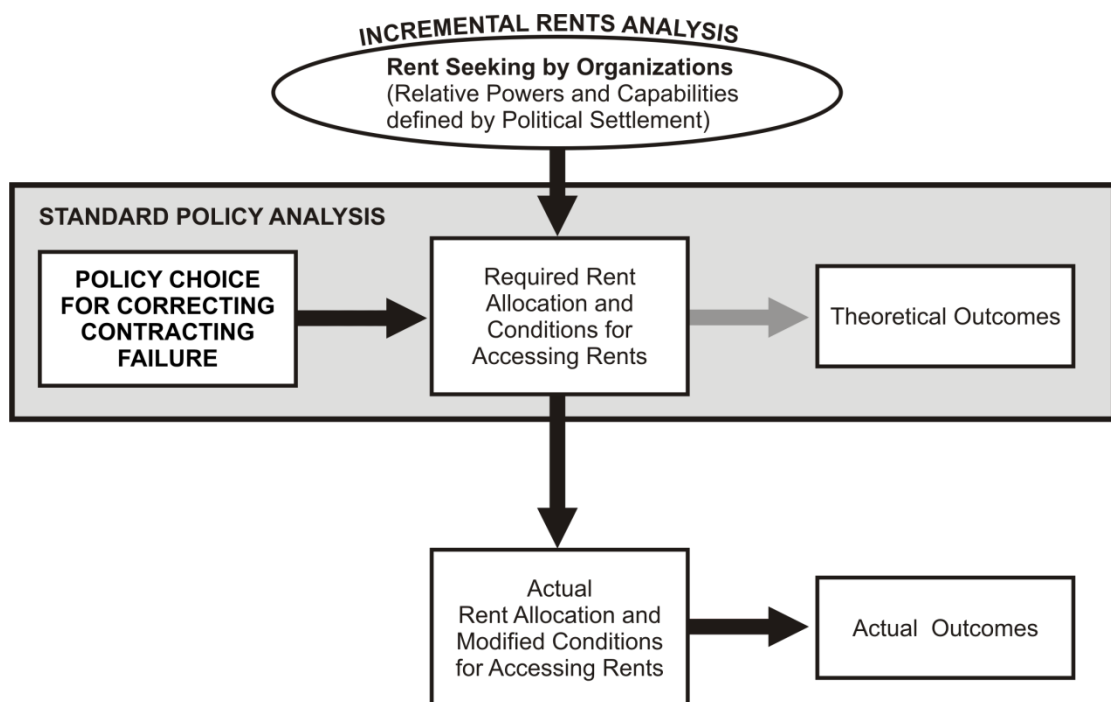 INCREMENTAL RENTS ANALYSIS
Rent Seeking by Organizations
(Relative Powers and Capabilities
defined by Political Settlement)
STANDARD POLICY ANALYSIS
POLICY CHOICE
FOR CORRECTING
CONTRACTING
FAILURE
Required Rent
Allocation and
Conditions for
Accessing Rents
Theoretical Outcomes
Actual
Rent Allocation and
Modified Conditions
for Accessing Rents
Actual Outcomes